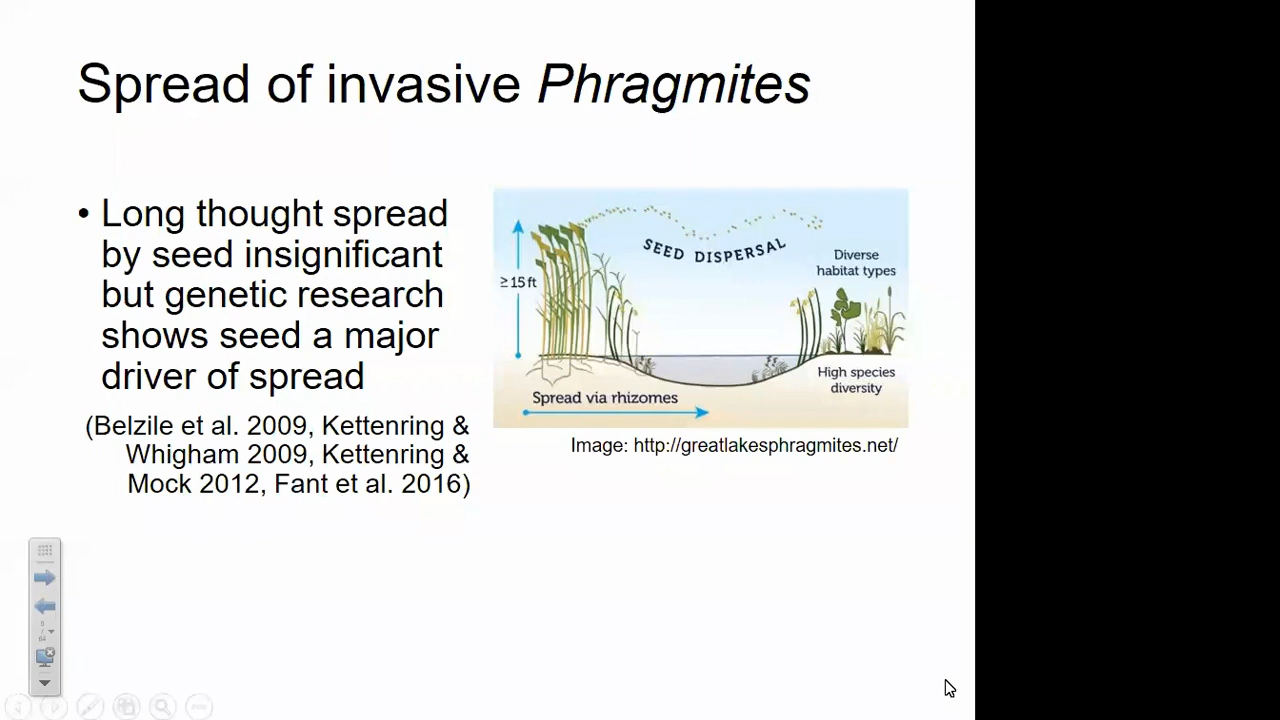 Spread of invasive Phragmites
• Long thought spread
by seed insignificant
but genetic research
shows seed a major
driver of spread
(Belzile et al. 2009, Kettenring &
Whigham 2009, Kettenring &
Mock 2012, Fant et al. 2016)
SEED DISPERSAL
≥ 15 ft
Diverse
habitat types
High species
diversity
Spread via rhizomes
Image: http://greatlakesphragmites.net/